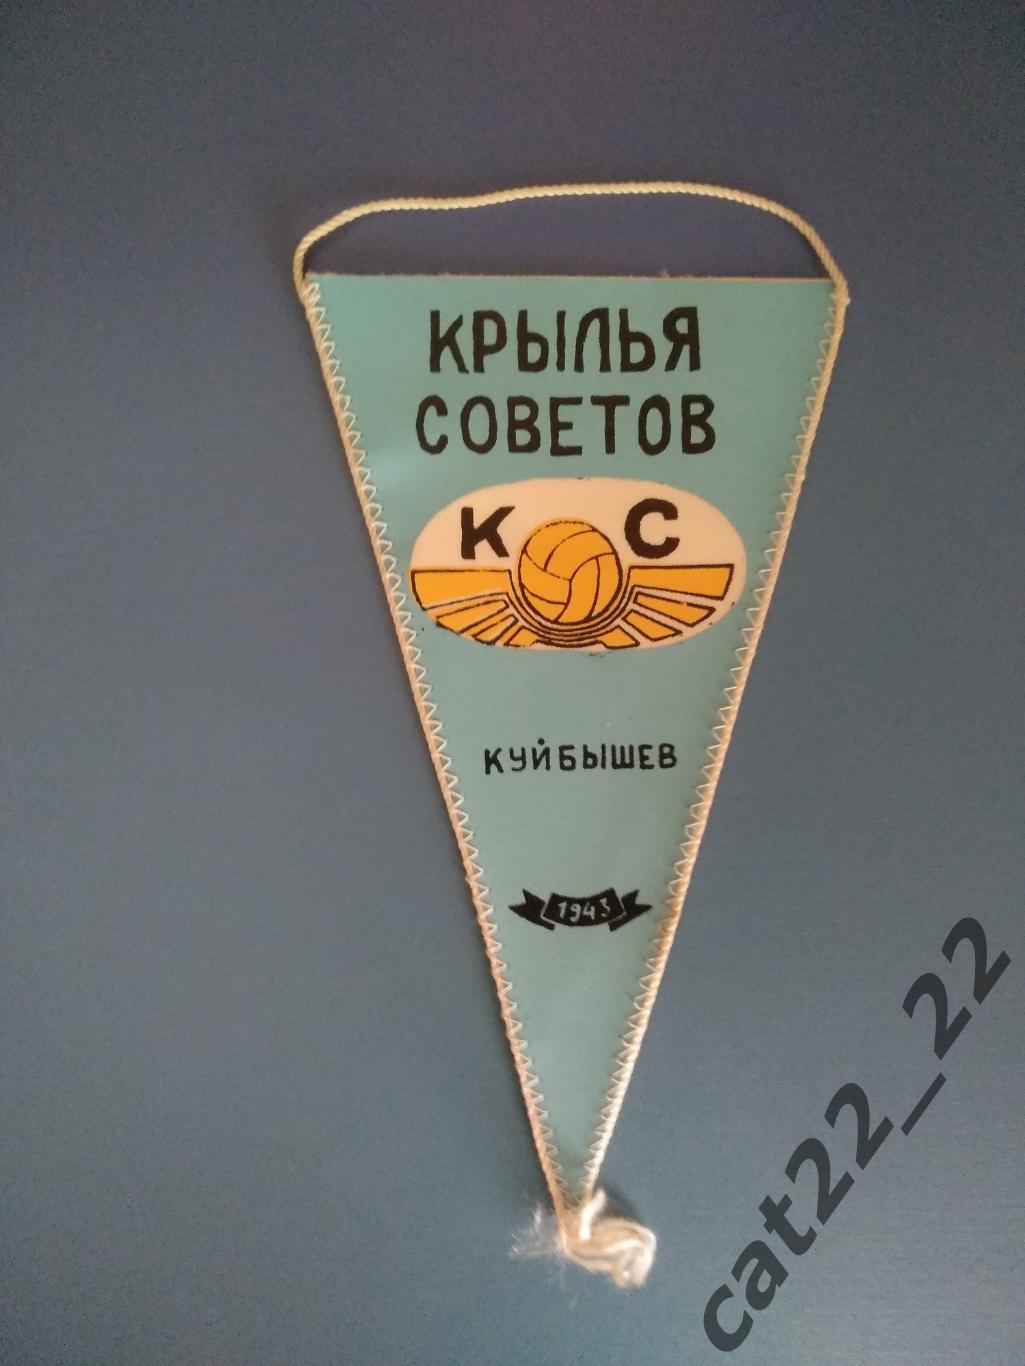 КРЫЛЬЯ
СОВЕТОВ
К С
КУЙБЫШЕВ
1943
cat22_22